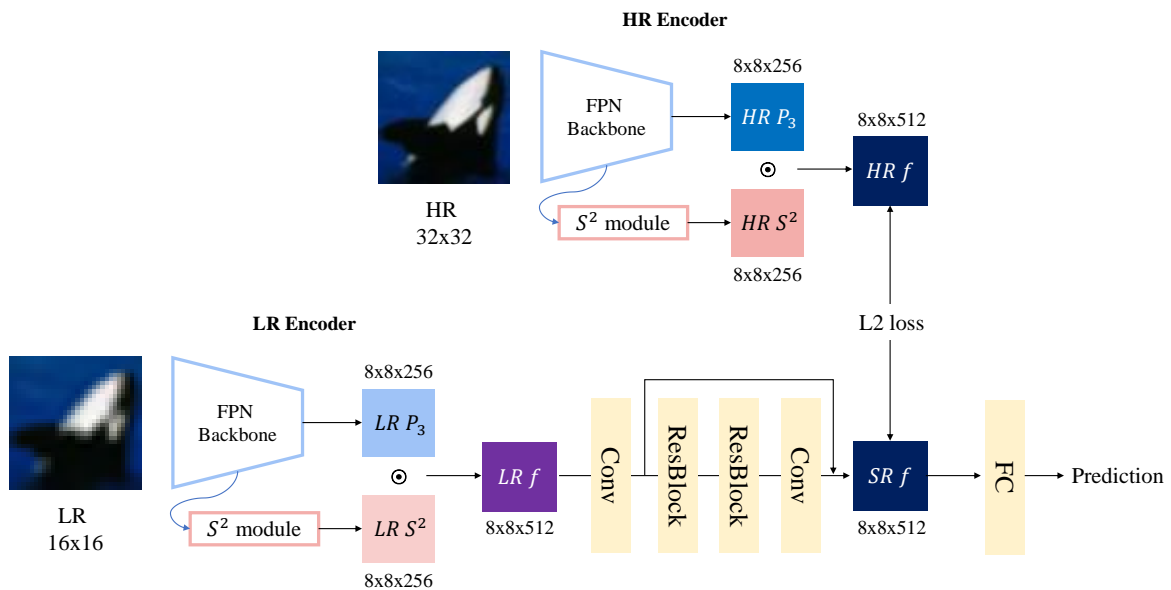 HR Encoder
8x8x256
FPN
Backbone
HR P₃
8x8x512
⊙
HR f
HR
32x32
S² module
HR S²
8x8x256
L2 loss
LR Encoder
8x8x256
FPN
Backbone
LR P₃
⊙
LR f
8x8x512
Conv
ResBlock
ResBlock
Conv
SR f
8x8x512
FC
Prediction
LR
16x16
S² module
LR S²
8x8x256